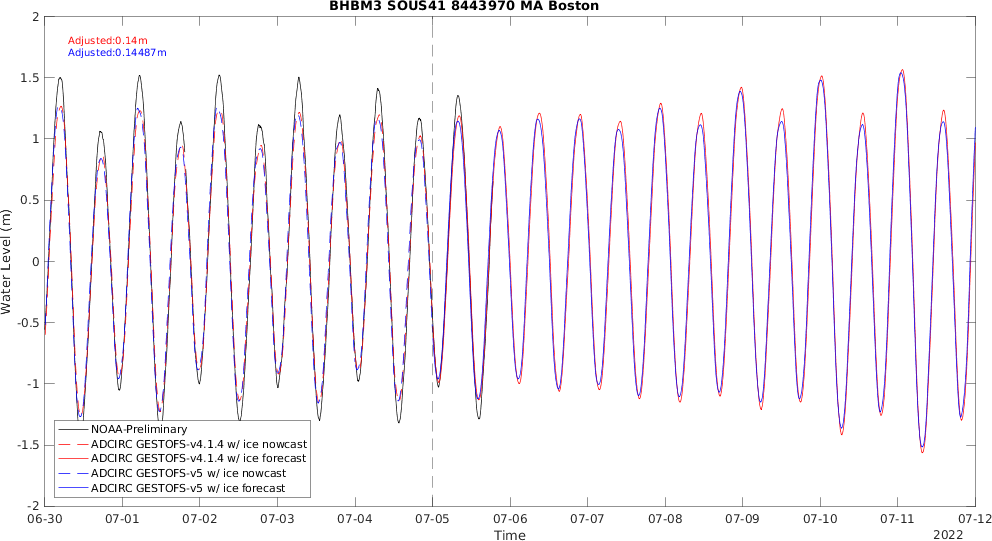 BHBM3 SOUS41 8443970 MA Boston
Adjusted:0.14m
Adjusted:0.14487m
2
1.5
1
0.5
0
-0.5
-1
-1.5
-2
Water Level (m)
NOAA-Preliminary
ADCIRC GESTOFS-v4.1.4 w/ ice nowcast
ADCIRC GESTOFS-v4.1.4 w/ ice forecast
ADCIRC GESTOFS-v5 w/ ice nowcast
ADCIRC GESTOFS-v5 w/ ice forecast
06-30 07-01 07-02 07-03 07-04 07-05 07-06 07-07 07-08 07-09 07-10 07-11 07-12
Time
2022